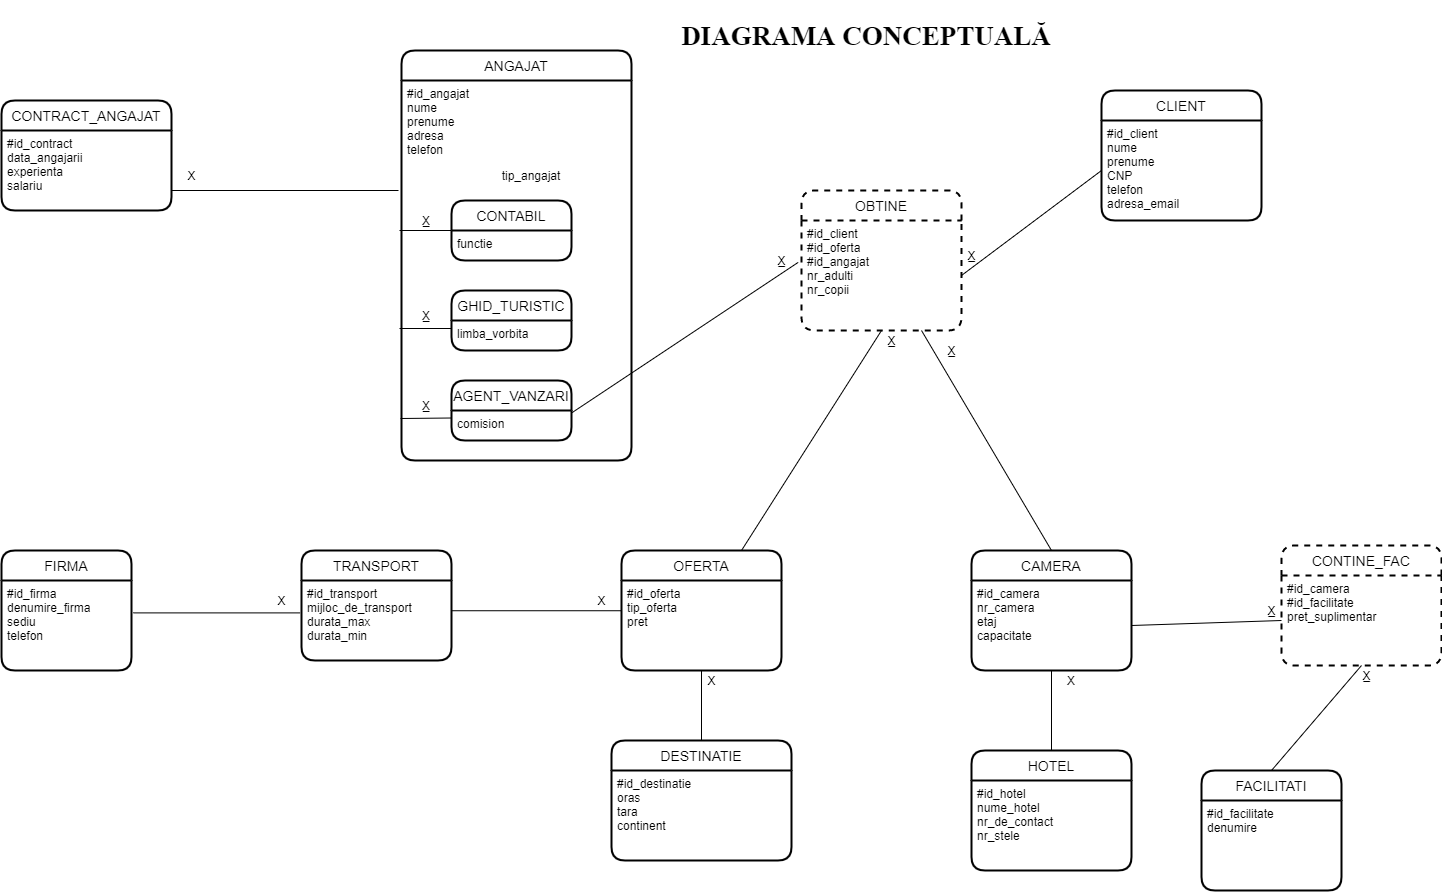 DIAGRAMA CONCEPTUALĂ
ANGAJAT
#id_angajat
nume
prenume
adresa
telefon
tip_angajat
CONTRACT_ANGAJAT
#id_contract
data_angajarii
experienta
salariu
X
X
CONTABIL
functie
X
GHID_TURISTIC
limba_vorbita
X
AGENT_VANZARI
comision
CLIENT
#id_client
nume
prenume
CNP
telefon
adresa_email
OBTINE
#id_client
#id_oferta
#id_angajat
nr_adulti
nr_copii
X
X
X
X
FIRMA
#id_firma
denumire_firma
sediu
telefon
X
TRANSPORT
#id_transport
mijloc_de_transport
durata_max
durata_min
X
OFERTA
#id_oferta
tip_oferta
pret
X
CAMERA
#id_camera
nr_camera
etaj
capacitate
X
X
CONTINE_FAC
#id_camera
#id_facilitate
pret_suplimentar
X
DESTINATIE
#id_destinatie
oras
tara
continent
HOTEL
#id_hotel
nume_hotel
nr_de_contact
nr_stele
FACILITATI
#id_facilitate
denumire